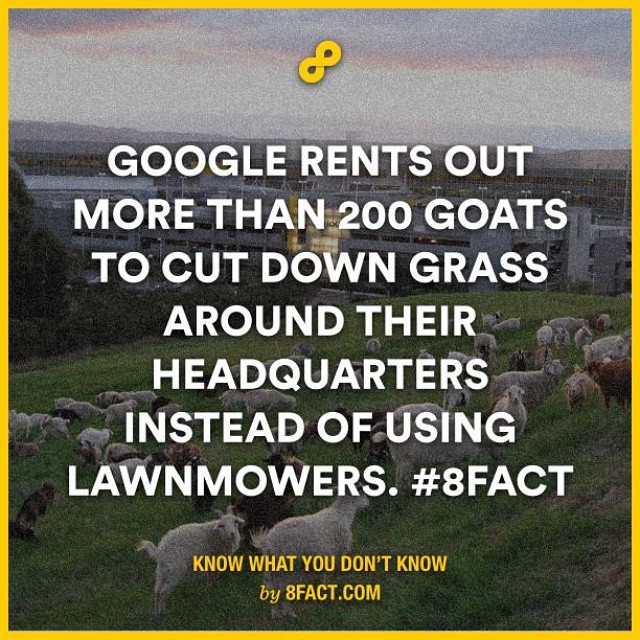 GOOGLE RENTS OUT
MORE THAN 200 GOATS
TO CUT DOWN GRASS
AROUND THEIR
HEADQUARTERS
INSTEAD OF USING
LAWNMOWERS. #8FACT
KNOW WHAT YOU DON'T KNOW
by 8FACT.COM